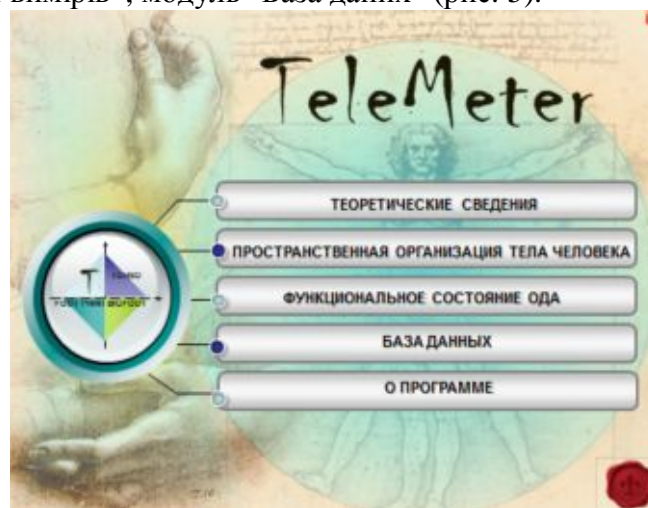 вимірів", модуль "База даних" (рис. 3).
TeleMeter
ТЕОРЕТИЧЕСКИЕ СВЕДЕНИЯ
ПРОСТРАНСТВЕННАЯ ОРГАНИЗАЦИЯ ТЕЛА ЧЕЛОВЕКА
ФУНКЦИОНАЛЬНОЕ СОСТОЯНИЕ ОДА
БАЗА ДАННЫХ
О ПРОГРАММЕ
T